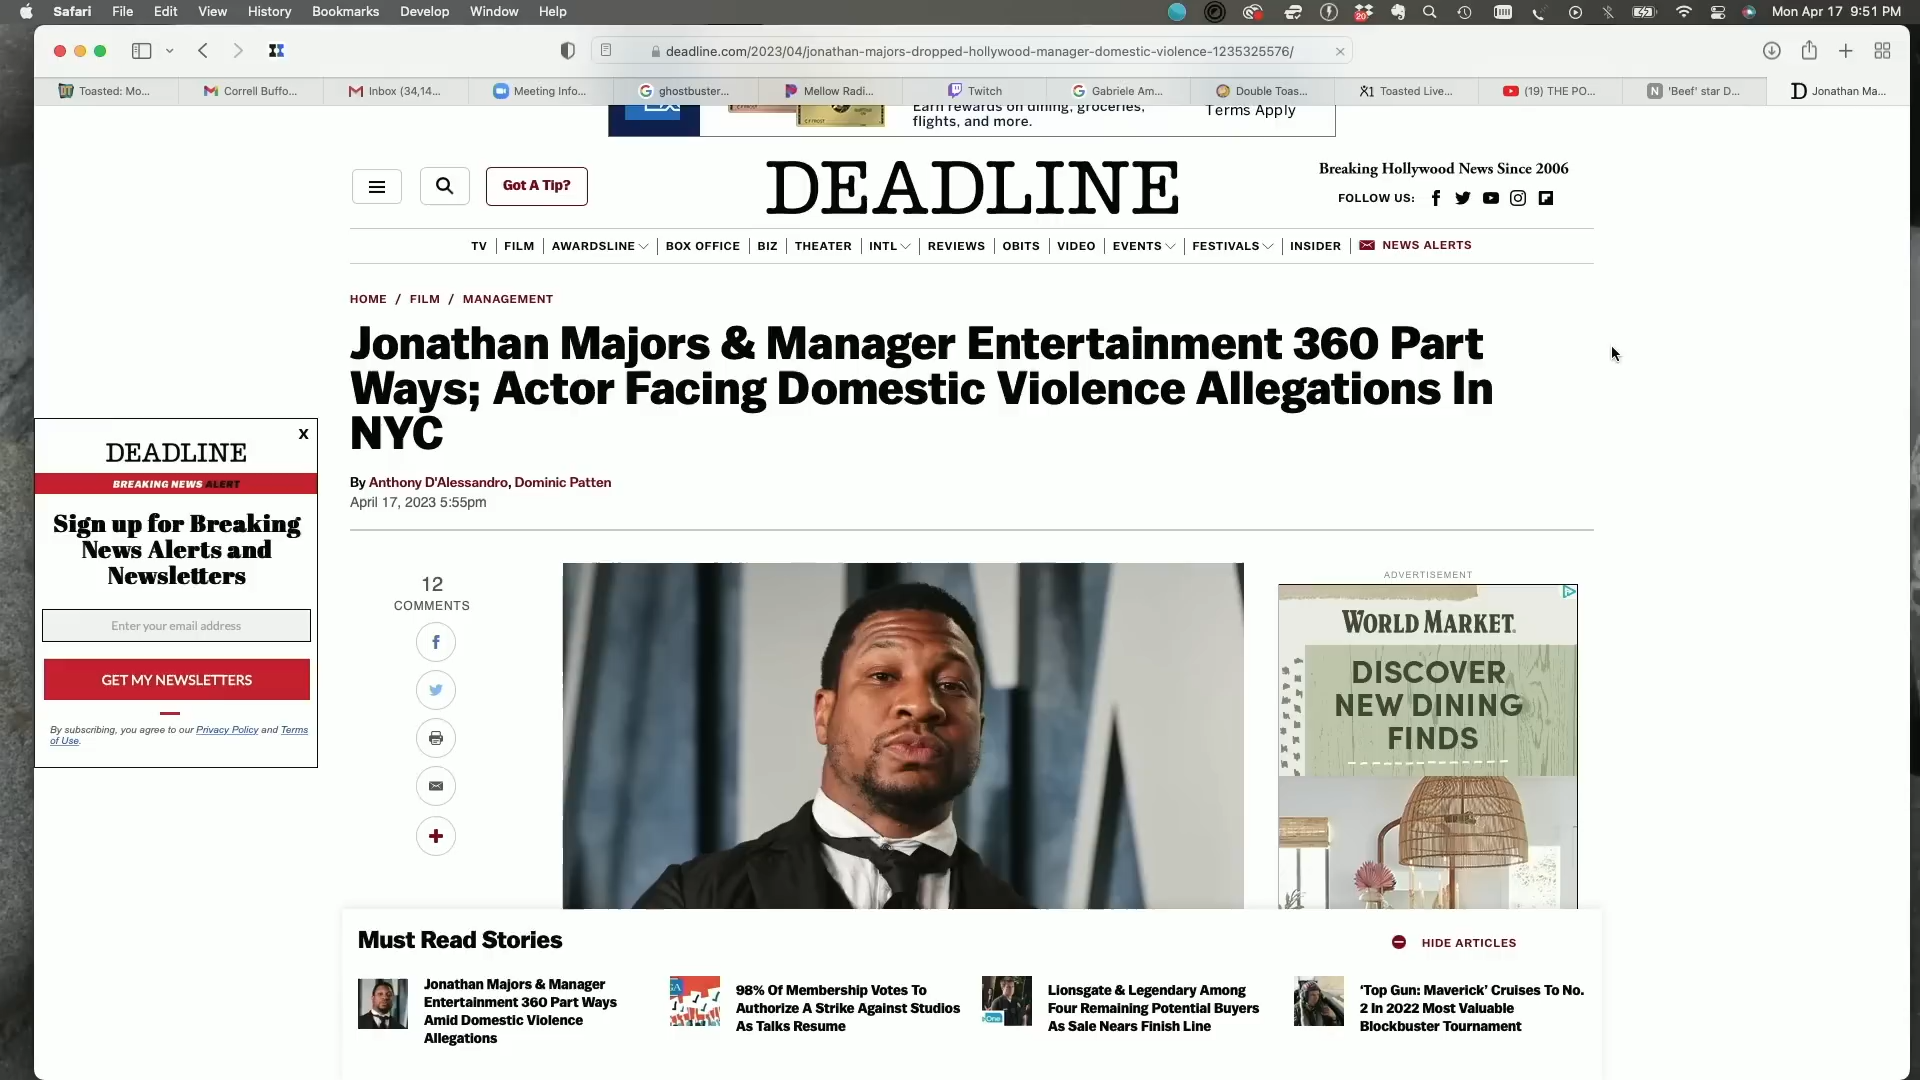 Safari File Edit View History Bookmarks Develop Window Help
20
Mon Apr 17 9:51 PM
deadline.com/2023/04/jonathan-majors-dropped-hollywood-manager-domestic-violence-1235325576/
Toasted: Mo...
Correll Buffo...
Inbox (34,14...
Meeting Info...
ghostbuster...
Mellow Radi...
Twitch
Gabriele Am...
Double Toas...
Toasted Live...
(19) THE PO...
'Beef' star D...
Jonathan Ma...
Earn rewards on dining, groceries,
flights, and more.
Terms Apply
Got A Tip?
DEADLINE
Breaking Hollywood News Since 2006
FOLLOW US:
TV FILM AWARDSLINE BOX OFFICE BIZ THEATER INTL REVIEWS OBITS VIDEO EVENTS FESTIVALS INSIDER NEWS ALERTS
HOME / FILM / MANAGEMENT
Jonathan Majors & Manager Entertainment 360 Part
Ways; Actor Facing Domestic Violence Allegations In
NYC
By Anthony D'Alessandro, Dominic Patten
April 17, 2023 5:55pm
X
DEADLINE
BREAKING NEWS ALERT
Sign up for Breaking
News Alerts and
Newsletters
Enter your email address
GET MY NEWSLETTERS
By subscribing, you agree to our Privacy Policy and Terms
of Use.
12
COMMENTS
ADVERTISEMENT
WORLD MARKET.
DISCOVER
NEW DINING
FINDS
Must Read Stories
HIDE ARTICLES
Jonathan Majors & Manager
Entertainment 360 Part Ways
Amid Domestic Violence
Allegations
98% Of Membership Votes To
Authorize A Strike Against Studios
As Talks Resume
Lionsgate & Legendary Among
Four Remaining Potential Buyers
As Sale Nears Finish Line
‘Top Gun: Maverick’ Cruises To No.
2 In 2022 Most Valuable
Blockbuster Tournament